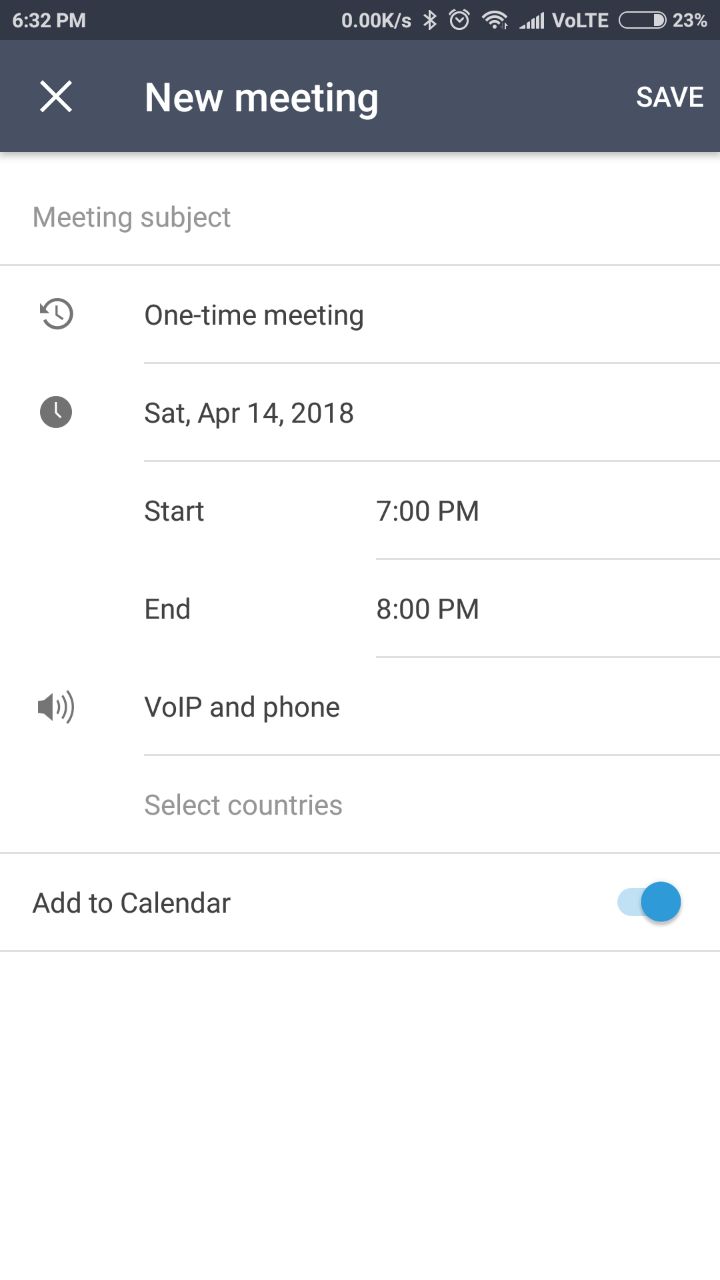 6:32 PM 0.00K/s VoLTE 23%
New meeting SAVE
Meeting subject
One-time meeting
Sat, Apr 14, 2018
Start 7:00 PM
End 8:00 PM
VoIP and phone
Select countries
Add to Calendar